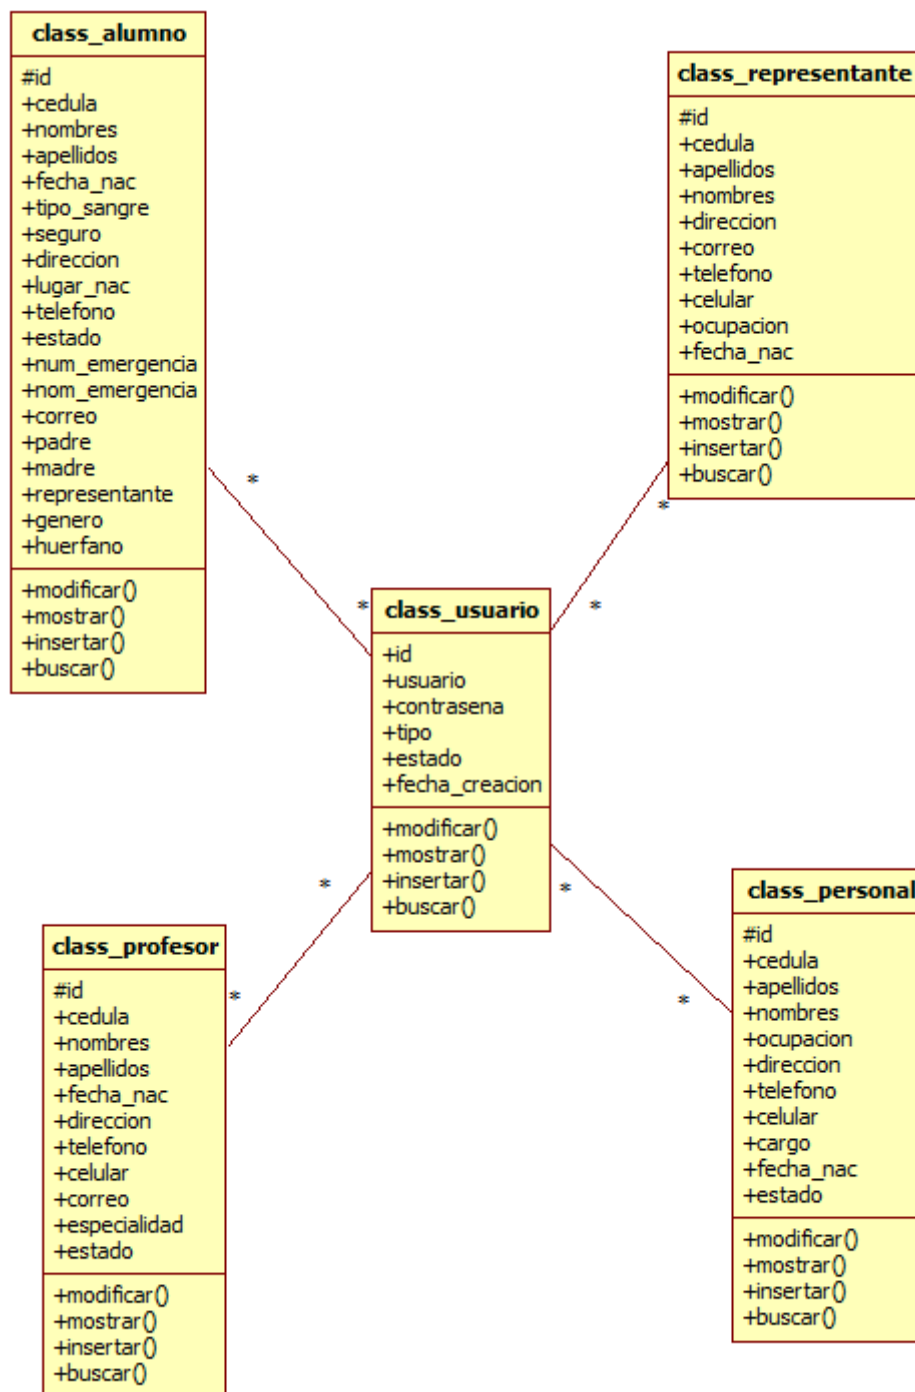 class_alumno
#id
+cedula
+nombres
+apellidos
+fecha_nac
+tipo_sangre
+seguro
+direccion
+lugar_nac
+telefono
+estado
+num_emergencia
+nom_emergencia
+correo
+padre
+madre
+representante
+genero
+huerfano
+modificar()
+mostrar()
+insertar()
+buscar()
class_representante
#id
+cedula
+apellidos
+nombres
+direccion
+correo
+telefono
+celular
+ocupacion
+fecha_nac
+modificar()
+mostrar()
+insertar()
+buscar()
*
*
*
*
class_usuario
+id
+usuario
+contrasena
+tipo
+estado
+fecha_creacion
+modificar()
+mostrar()
+insertar()
+buscar()
*
*
*
*
class_profesor
#id
+cedula
+nombres
+apellidos
+fecha_nac
+direccion
+telefono
+celular
+correo
+especialidad
+estado
+modificar()
+mostrar()
+insertar()
+buscar()
class_personal
#id
+cedula
+apellidos
+nombres
+ocupacion
+direccion
+telefono
+celular
+cargo
+fecha_nac
+estado
+modificar()
+mostrar()
+insertar()
+buscar()